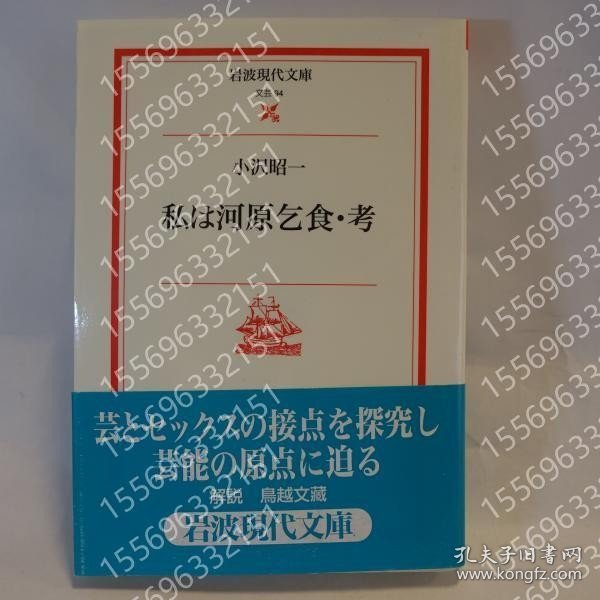 岩波現代文庫
文芸94
小沢昭一
私は河原乞食・考
芸とセックスの接点を探究し
芸能の原点に迫る
解説 鳥越文藏
岩波現代文庫
孔夫子旧书网
www.kongfz.com
155696332151